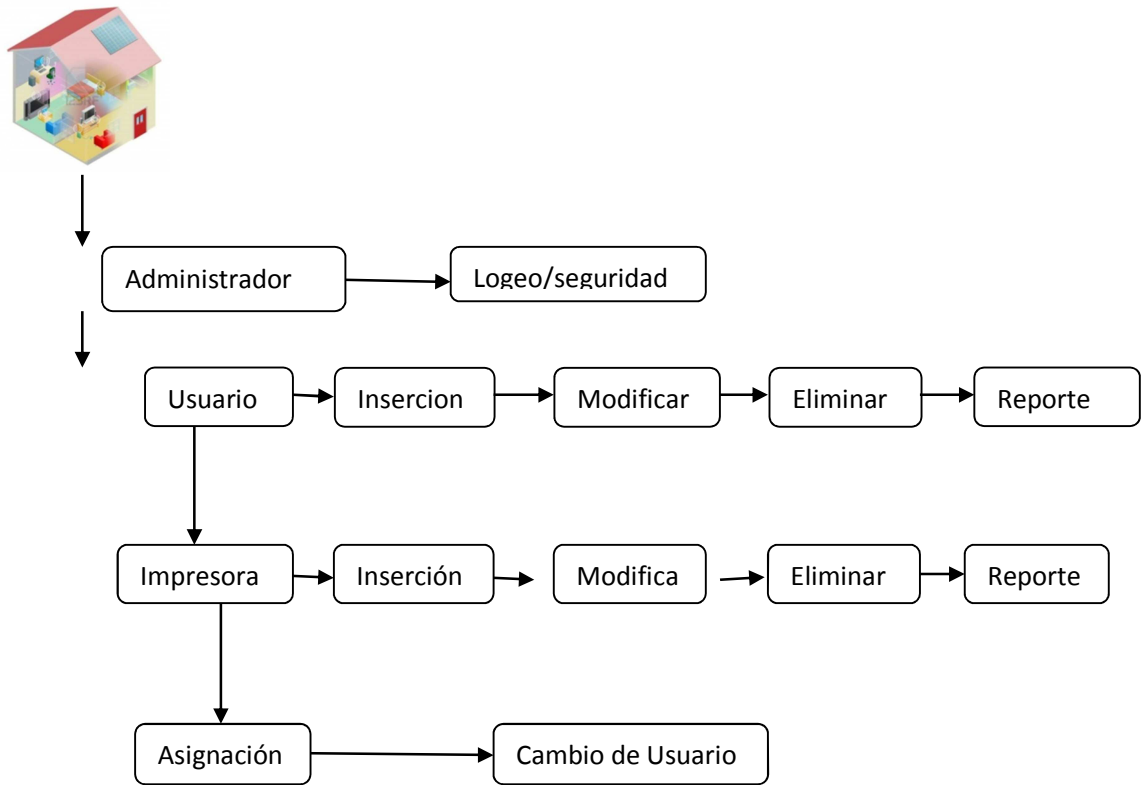 Administrador
Logeo/seguridad
Usuario
Insercion
Modificar
Eliminar
Reporte
Impresora
Inserción
Modifica
Eliminar
Reporte
Asignación
Cambio de Usuario